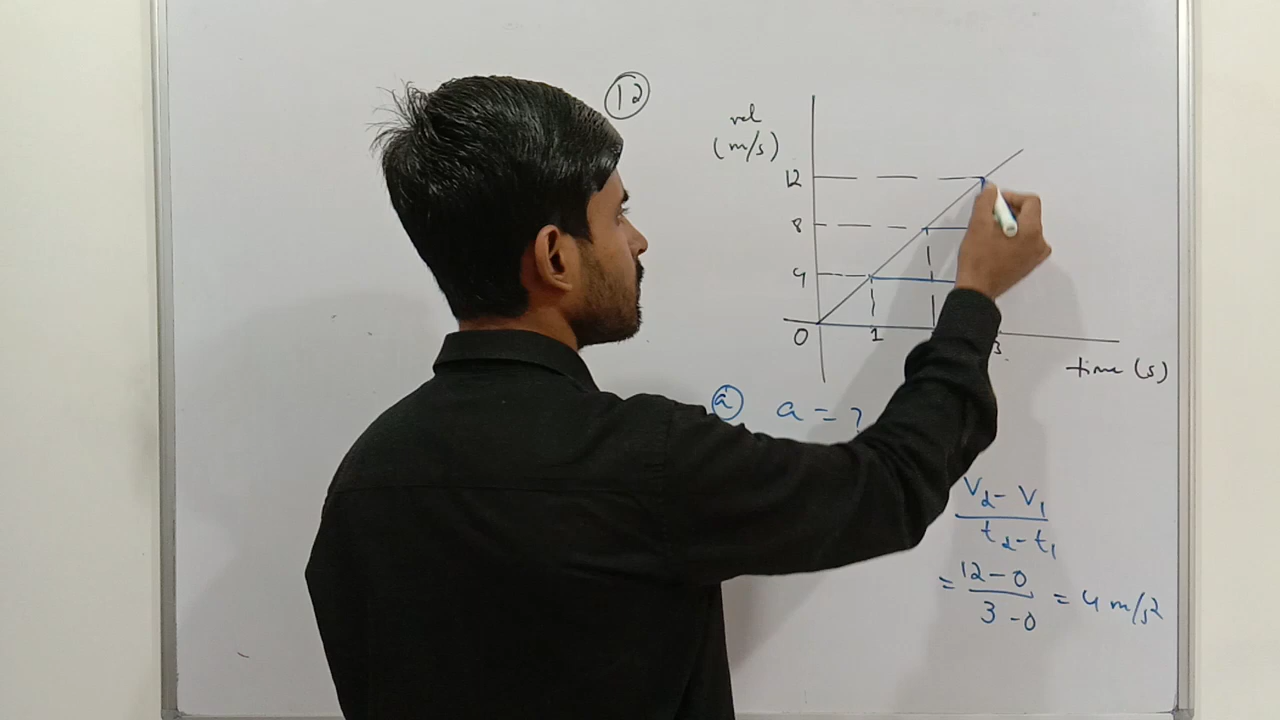 12
vel
(m/s)
12
8
4
0
1
3
time (s)
a
a = ?
V2 - V1
t2 - t1
= 12 - 0
3 - 0
= 4 m/s2